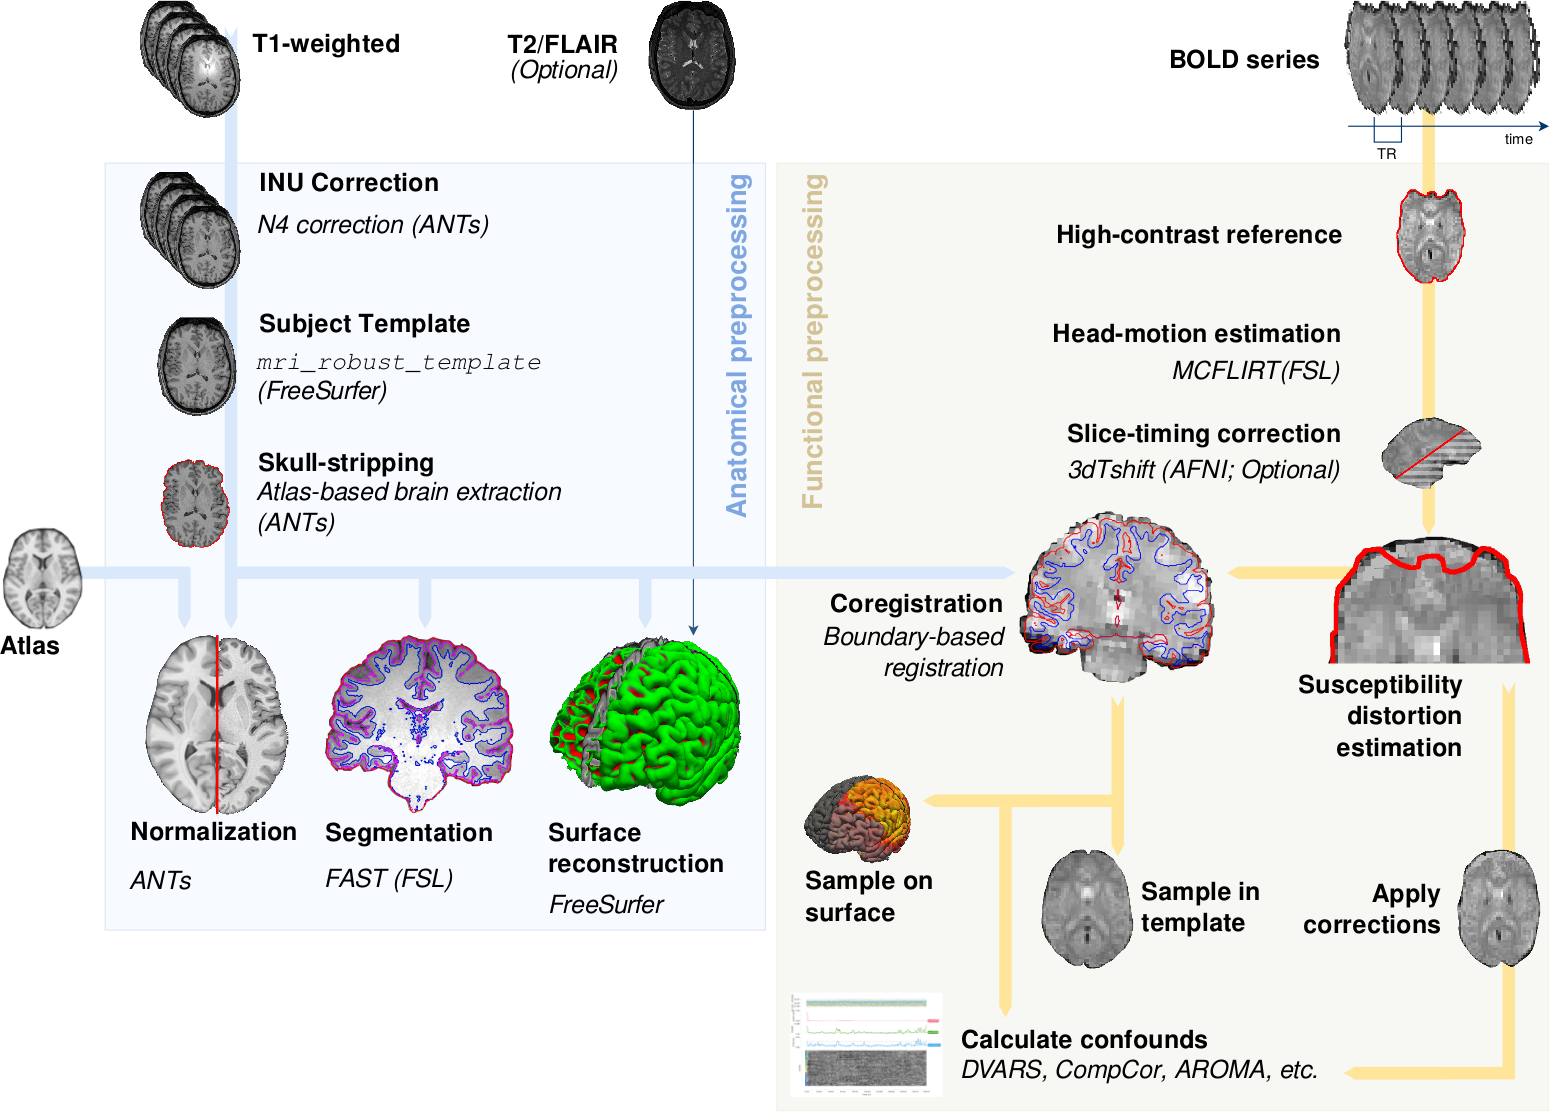 T1-weighted
T2/FLAIR
(Optional)
BOLD series
time
TR
INU Correction
N4 correction (ANTs)
Subject Template
mri_robust_template
(FreeSurfer)
Skull-stripping
Atlas-based brain extraction
(ANTs)
Anatomical preprocessing
Functional preprocessing
High-contrast reference
Head-motion estimation
MCFLIRT(FSL)
Slice-timing correction
3dTshift (AFNI; Optional)
Atlas
Coregistration
Boundary-based
registration
Susceptibility
distortion
estimation
Normalization
ANTs
Segmentation
FAST (FSL)
Surface
reconstruction
FreeSurfer
Sample on
surface
Sample in
template
Apply
corrections
Calculate confounds
DVARS, CompCor, AROMA, etc.